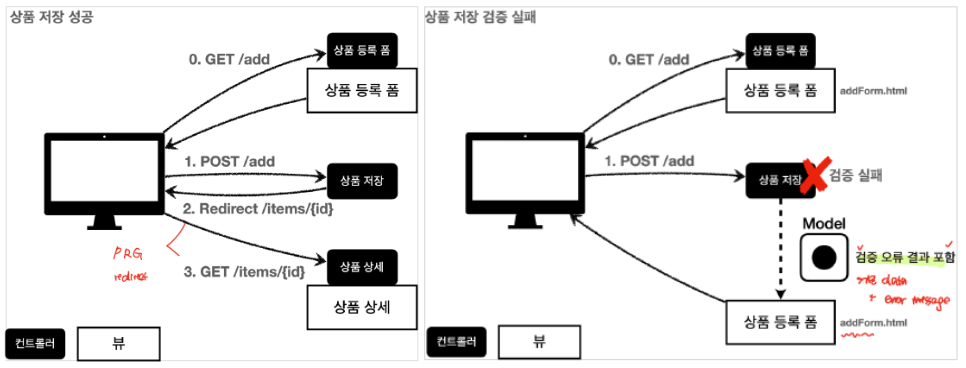 상품 저장 성공
0. GET /add
상품 등록 폼
상품 등록 폼
1. POST /add
상품 저장
2. Redirect /items/{id}
PRG
redirect
3. GET /items/{id}
상품 상세
상품 상세
컨트롤러
뷰
상품 저장 검증 실패
0. GET /add
상품 등록 폼
상품 등록 폼
addForm.html
1. POST /add
상품 저장
검증 실패
Model
검증 오류 결과 포함
data
+ error message
상품 등록 폼
addForm.html
컨트롤러
뷰